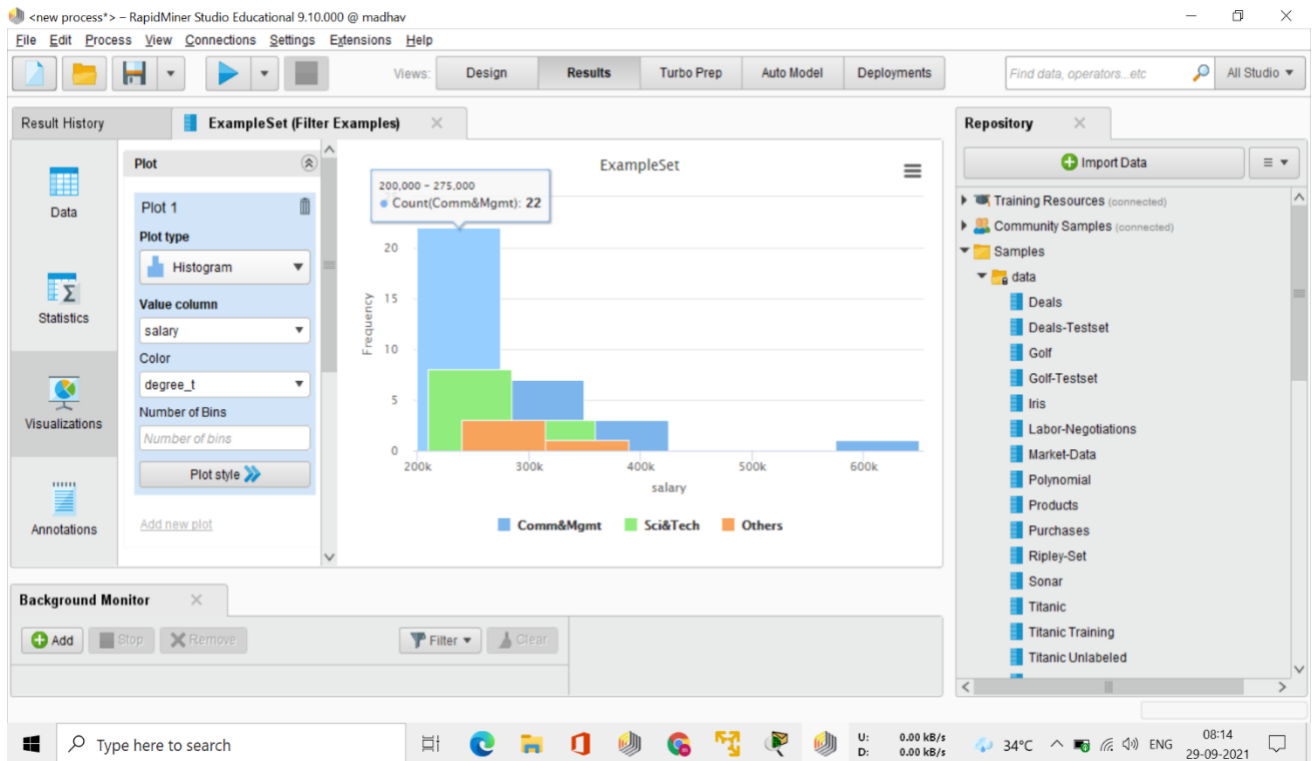 <new process*> – RapidMiner Studio Educational 9.10.000 @ madhav
File Edit Process View Connections Settings Extensions Help
Views: Design Results Turbo Prep Auto Model Deployments
Find data, operators...etc All Studio
Result History
ExampleSet (Filter Examples)
Data
Statistics
Visualizations
Annotations
Plot
Plot 1
Plot type
Histogram
Value column
salary
Color
degree_t
Number of Bins
Number of bins
Plot style
Add new plot
ExampleSet
200,000 – 275,000
Count(Comm&Mgmt): 22
Frequency
20
15
10
5
0
200k 300k 400k 500k 600k
salary
Comm&Mgmt Sci&Tech Others
Repository
Import Data
Training Resources (connected)
Community Samples (connected)
Samples
data
Deals
Deals-Testset
Golf
Golf-Testset
Iris
Labor-Negotiations
Market-Data
Polynomial
Products
Purchases
Ripley-Set
Sonar
Titanic
Titanic Training
Titanic Unlabeled
Background Monitor
Add Stop Remove Filter Clear
Type here to search
U: 0.00 kB/s
D: 0.00 kB/s
34°C ENG
08:14
29-09-2021